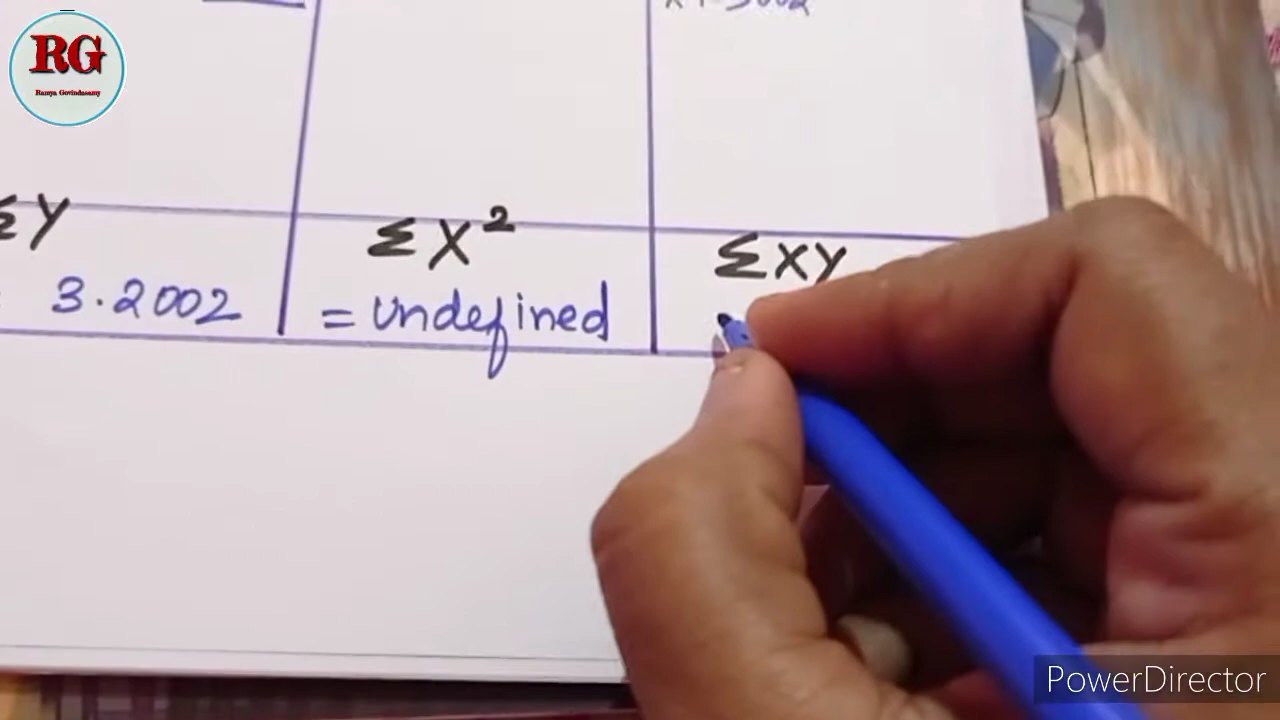 RG
Ramya Govindasamy
ΣY
3.2002
ΣX²
= Undefined
ΣXY
PowerDirector